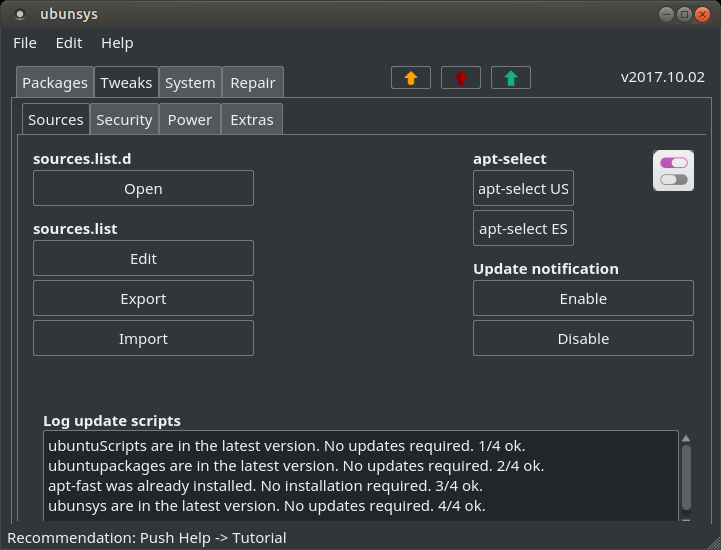 ubunsys
File Edit Help
Packages Tweaks System Repair
v2017.10.02
Sources Security Power Extras
sources.list.d
Open
sources.list
Edit
Export
Import
apt-select
apt-select US
apt-select ES
Update notification
Enable
Disable
Log update scripts
ubuntuScripts are in the latest version. No updates required. 1/4 ok.
ubuntupackages are in the latest version. No updates required. 2/4 ok.
apt-fast was already installed. No installation required. 3/4 ok.
ubunsys are in the latest version. No updates required. 4/4 ok.
Recommendation: Push Help -> Tutorial